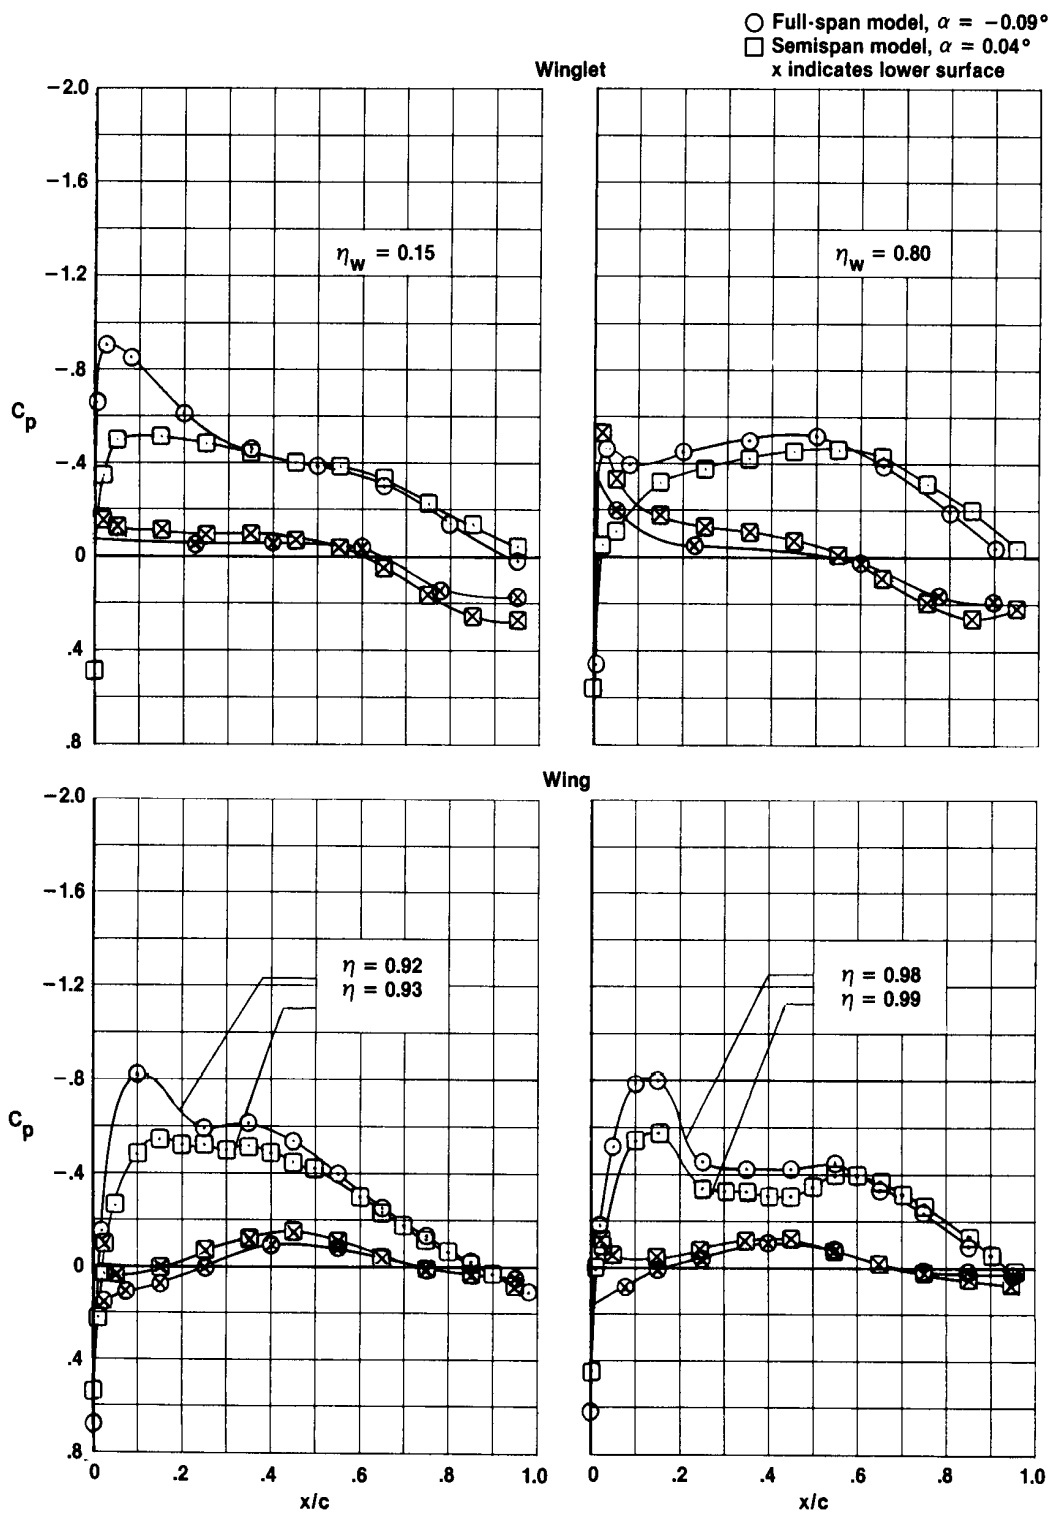 Full-span model, α = −0.09°
Semispan model, α = 0.04°
x indicates lower surface
Winglet
−2.0
−1.6
−1.2
−.8
−.4
0
.4
.8
Cp
ηw = 0.15
ηw = 0.80
Wing
−2.0
−1.6
−1.2
−.8
−.4
0
.4
.8
Cp
η = 0.92
η = 0.93
η = 0.98
η = 0.99
0 .2 .4 .6 .8 1.0
x/c
0 .2 .4 .6 .8 1.0
x/c